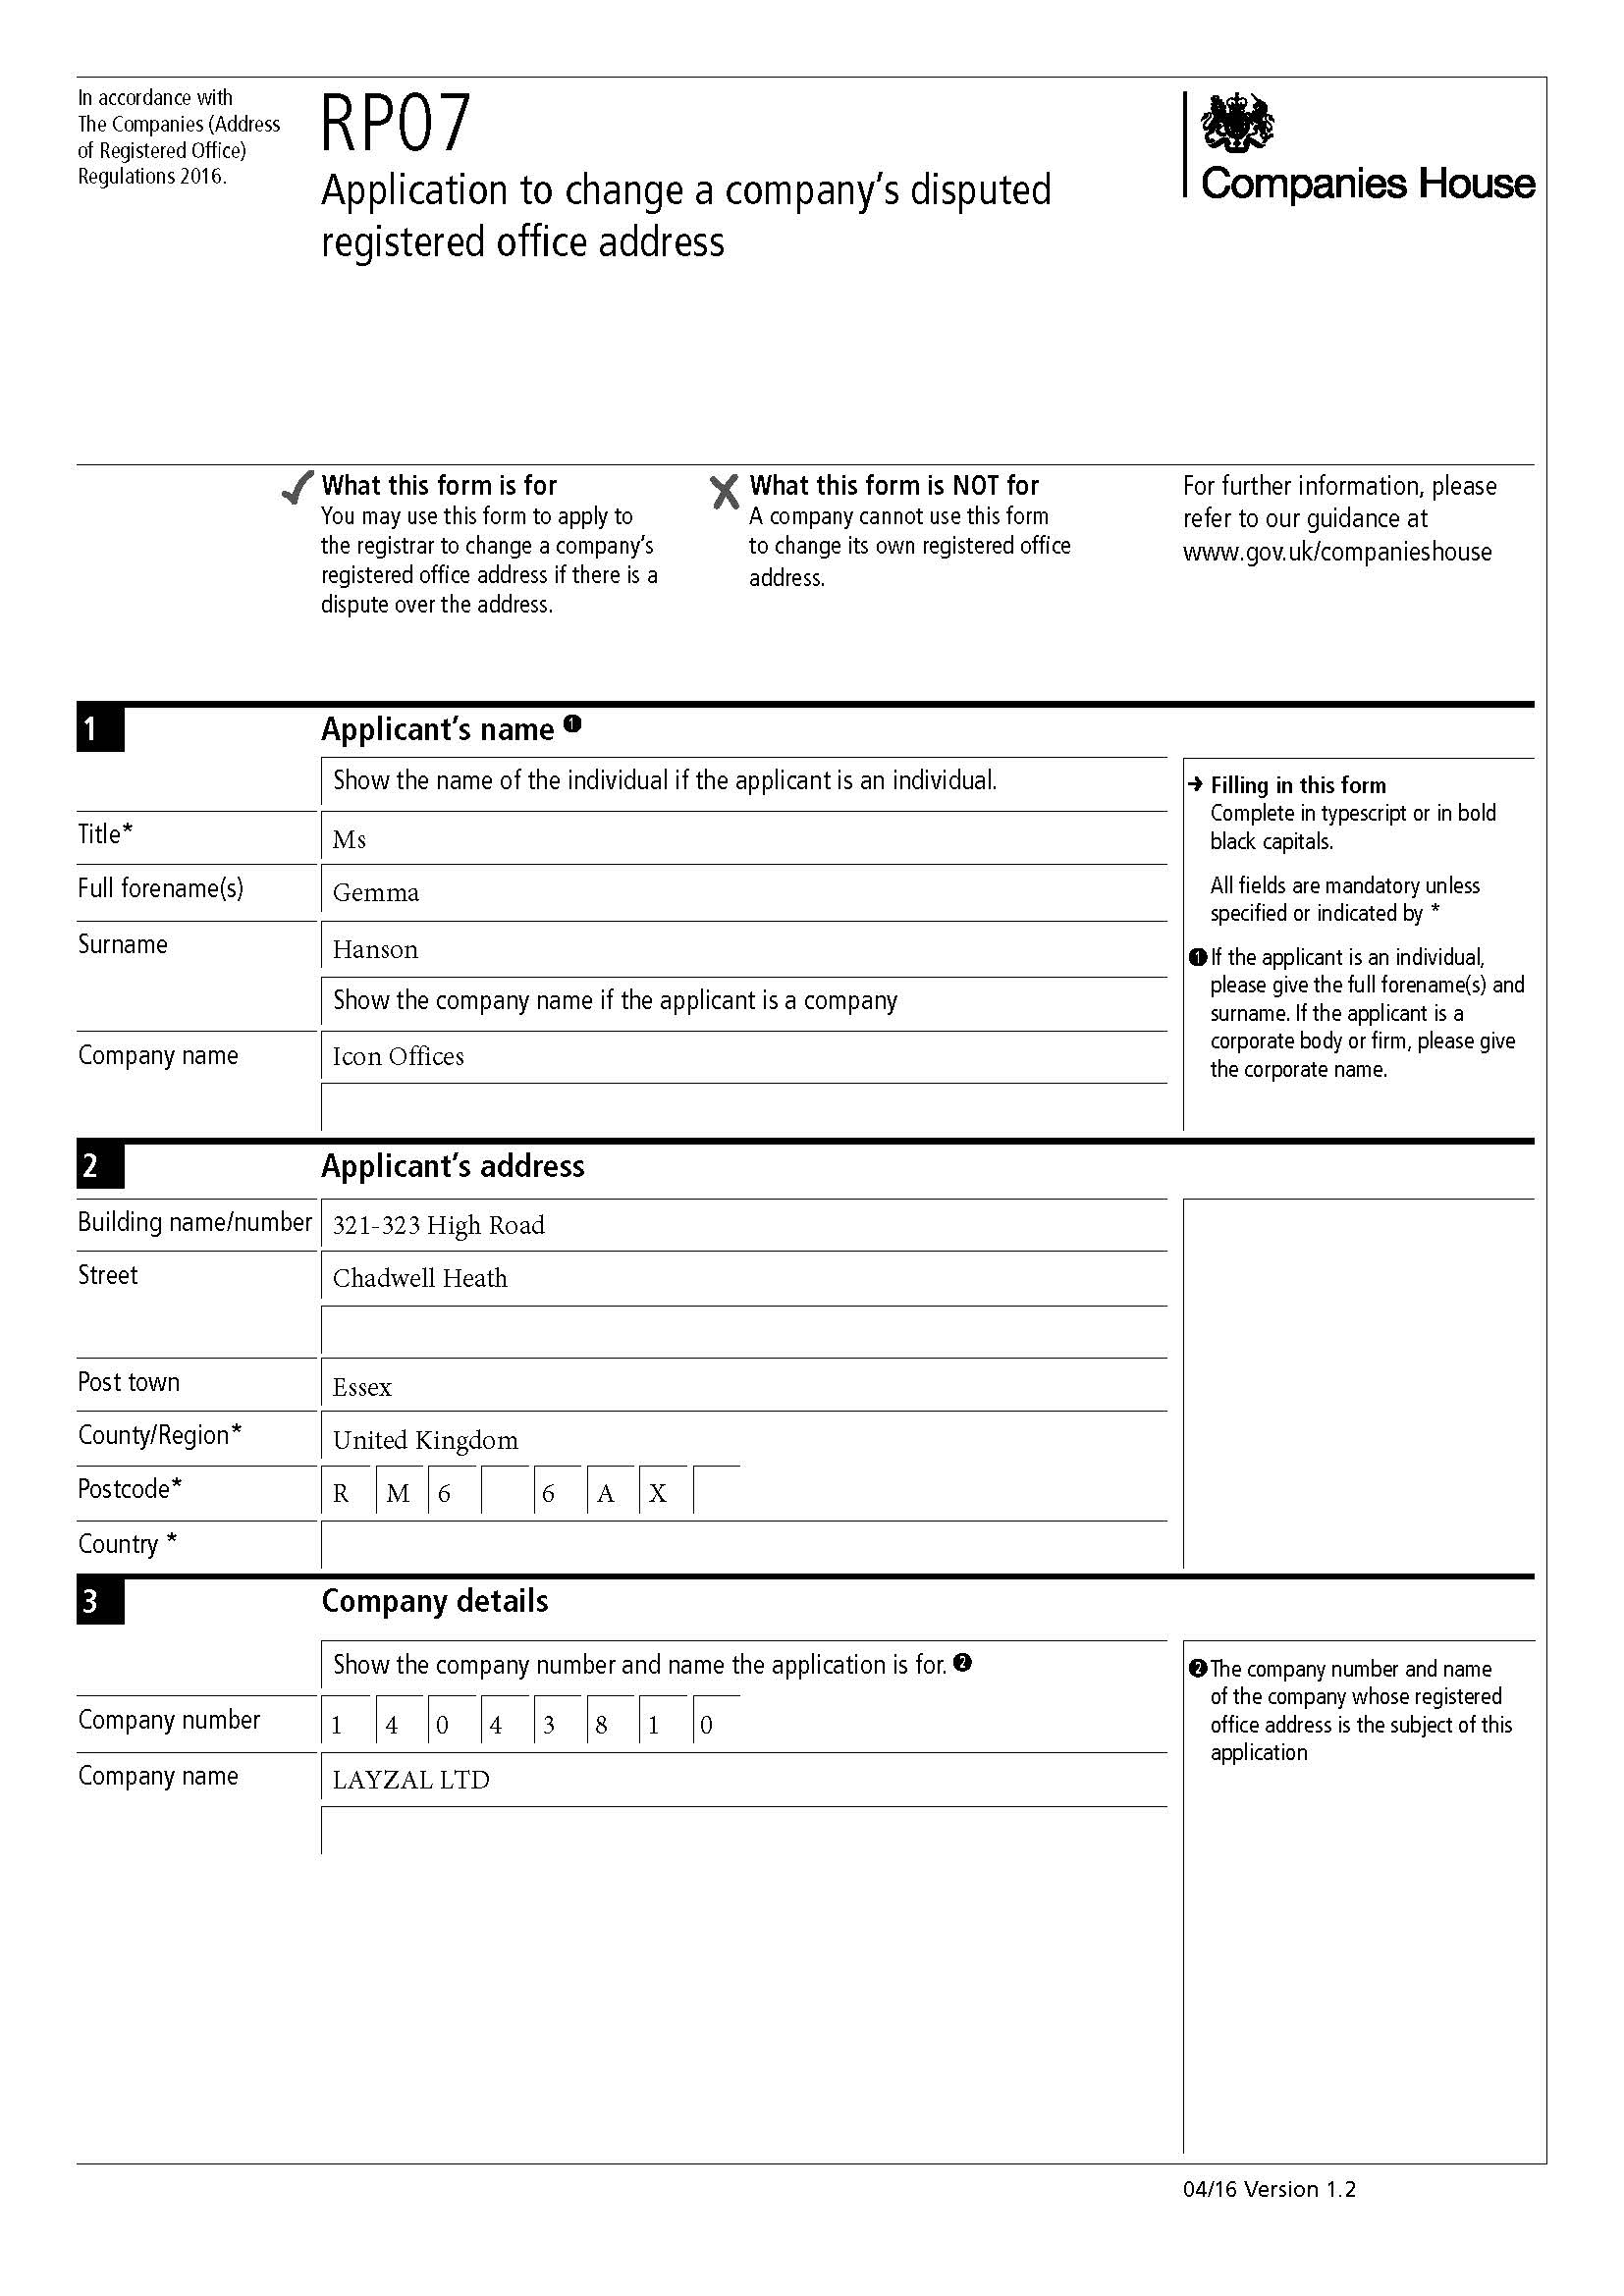 In accordance with
The Companies (Address
of Registered Office)
Regulations 2016.
RP07
Application to change a company's disputed
registered office address
Companies House
What this form is for
You may use this form to apply to
the registrar to change a company's
registered office address if there is a
dispute over the address.
What this form is NOT for
A company cannot use this form
to change its own registered office
address.
For further information, please
refer to our guidance at
www.gov.uk/companieshouse
1 Applicant's name ❶
Show the name of the individual if the applicant is an individual.
Title* Ms
Full forename(s) Gemma
Surname Hanson
Show the company name if the applicant is a company
Company name Icon Offices
→ Filling in this form
Complete in typescript or in bold
black capitals.
All fields are mandatory unless
specified or indicated by *
❶ If the applicant is an individual,
please give the full forename(s) and
surname. If the applicant is a
corporate body or firm, please give
the corporate name.
2 Applicant's address
Building name/number 321-323 High Road
Street Chadwell Heath
Post town Essex
County/Region* United Kingdom
Postcode* R M 6 6 A X
Country *
3 Company details
Show the company number and name the application is for. ❷
Company number 1 4 0 4 3 8 1 0
Company name LAYZAL LTD
❷ The company number and name
of the company whose registered
office address is the subject of this
application
04/16 Version 1.2